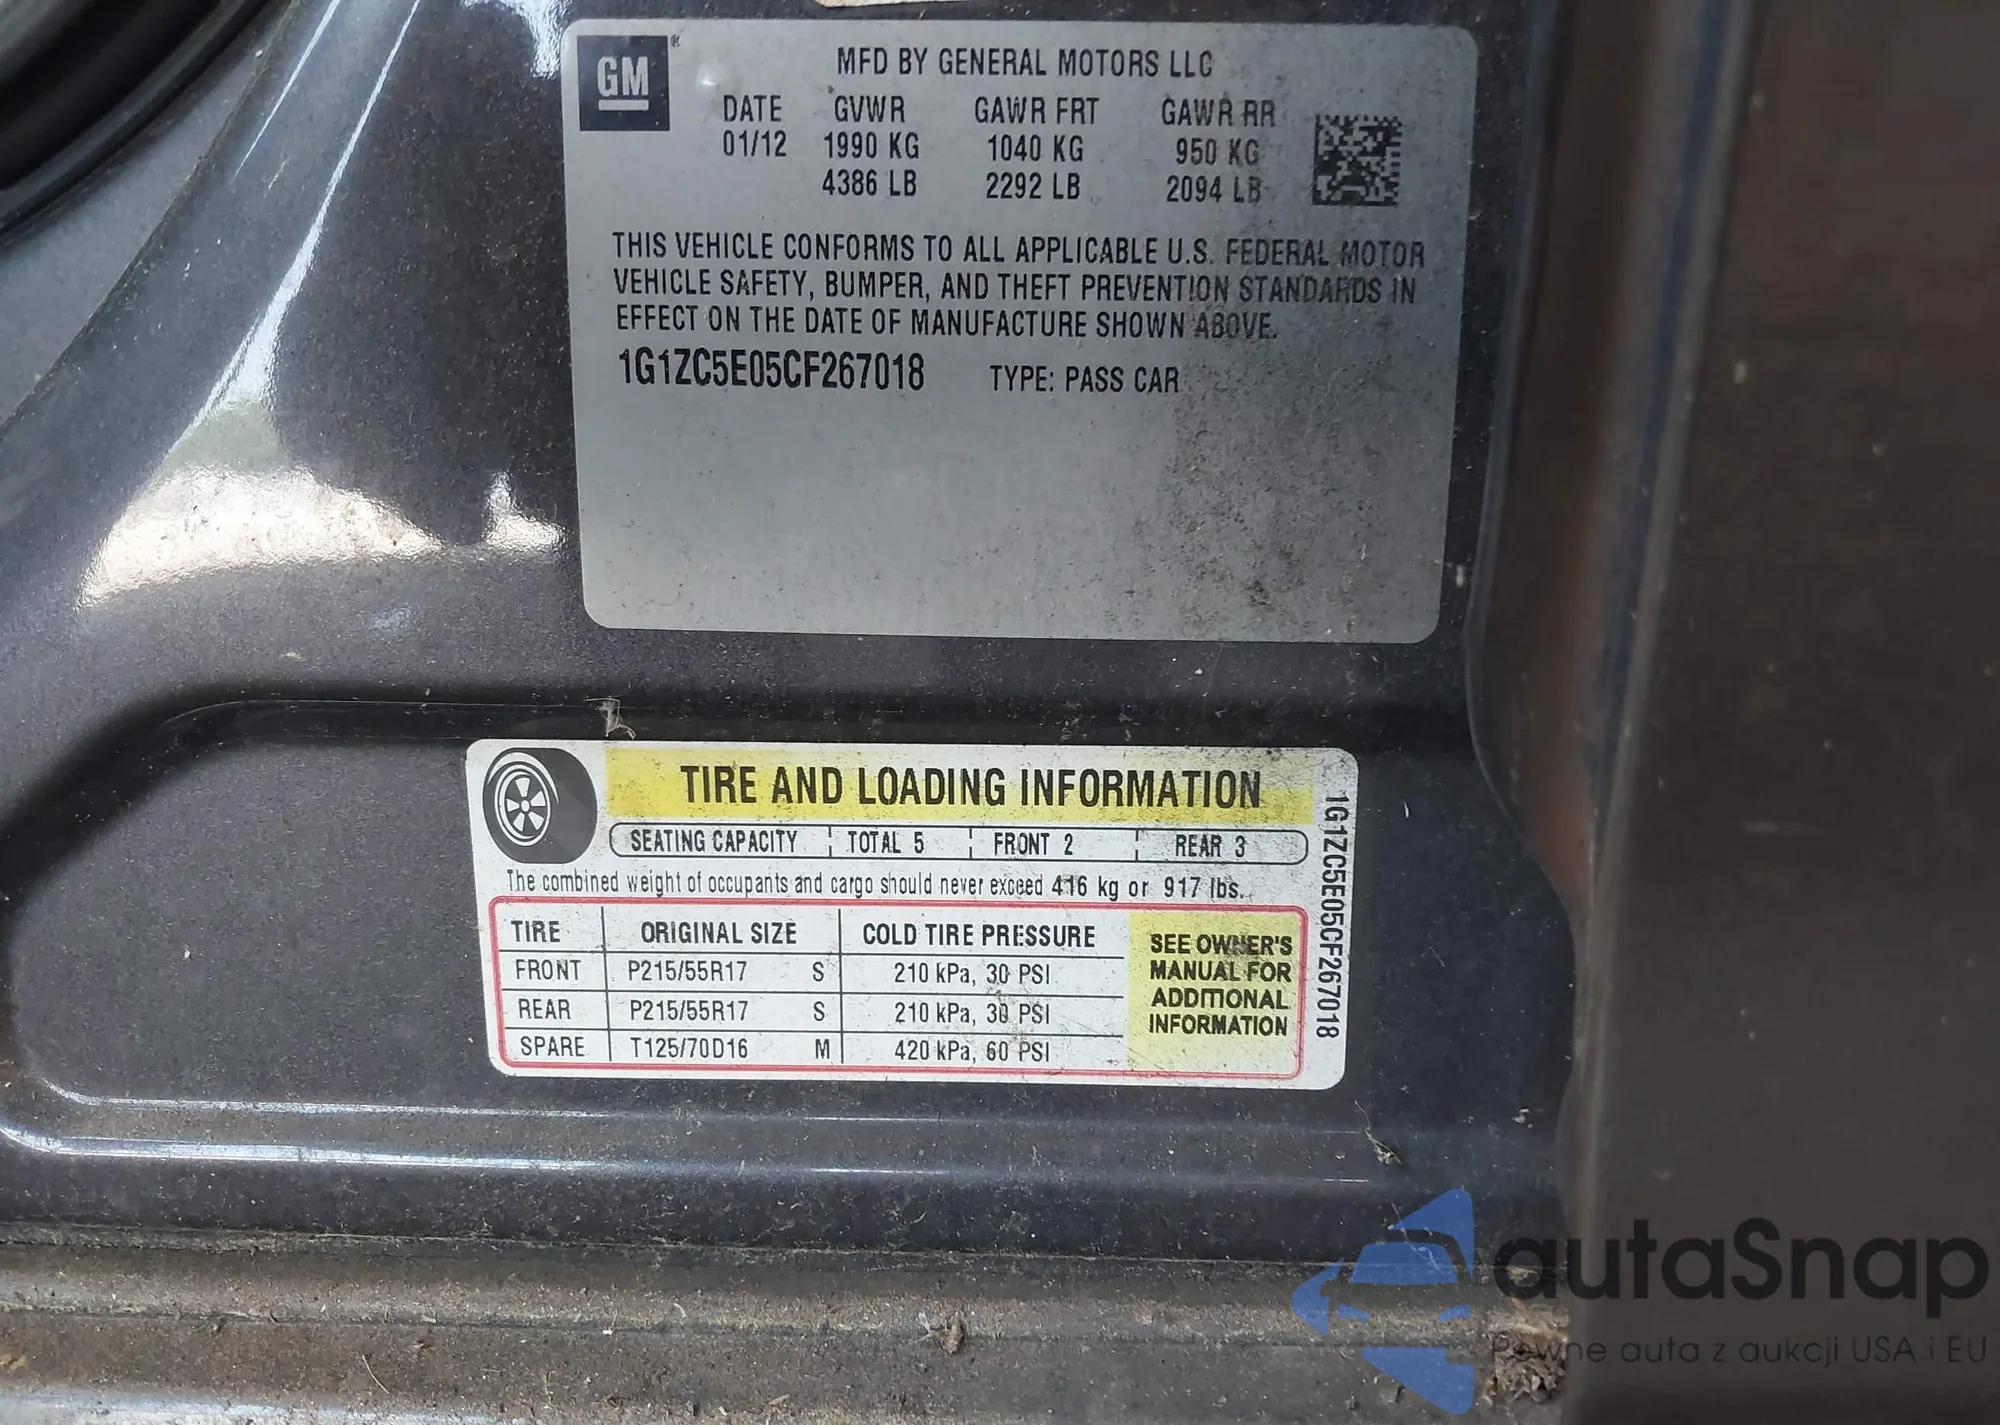 GM
MFD BY GENERAL MOTORS LLC
DATE GVWR GAWR FRT GAWR RR
01/12 1990 KG 1040 KG 950 KG
4386 LB 2292 LB 2094 LB
THIS VEHICLE CONFORMS TO ALL APPLICABLE U.S. FEDERAL MOTOR
VEHICLE SAFETY, BUMPER, AND THEFT PREVENTION STANDARDS IN
EFFECT ON THE DATE OF MANUFACTURE SHOWN ABOVE.
1G1ZC5E05CF267018 TYPE: PASS CAR
TIRE AND LOADING INFORMATION
SEATING CAPACITY TOTAL 5 FRONT 2 REAR 3
The combined weight of occupants and cargo should never exceed 416 kg or 917 lbs.
TIRE ORIGINAL SIZE COLD TIRE PRESSURE
FRONT P215/55R17 S 210 kPa, 30 PSI
REAR P215/55R17 S 210 kPa, 30 PSI
SPARE T125/70D16 M 420 kPa, 60 PSI
SEE OWNER'S
MANUAL FOR
ADDITIONAL
INFORMATION
1G1ZC5E05CF267018
autaSnap
Pewne auta z aukcji USA i EU